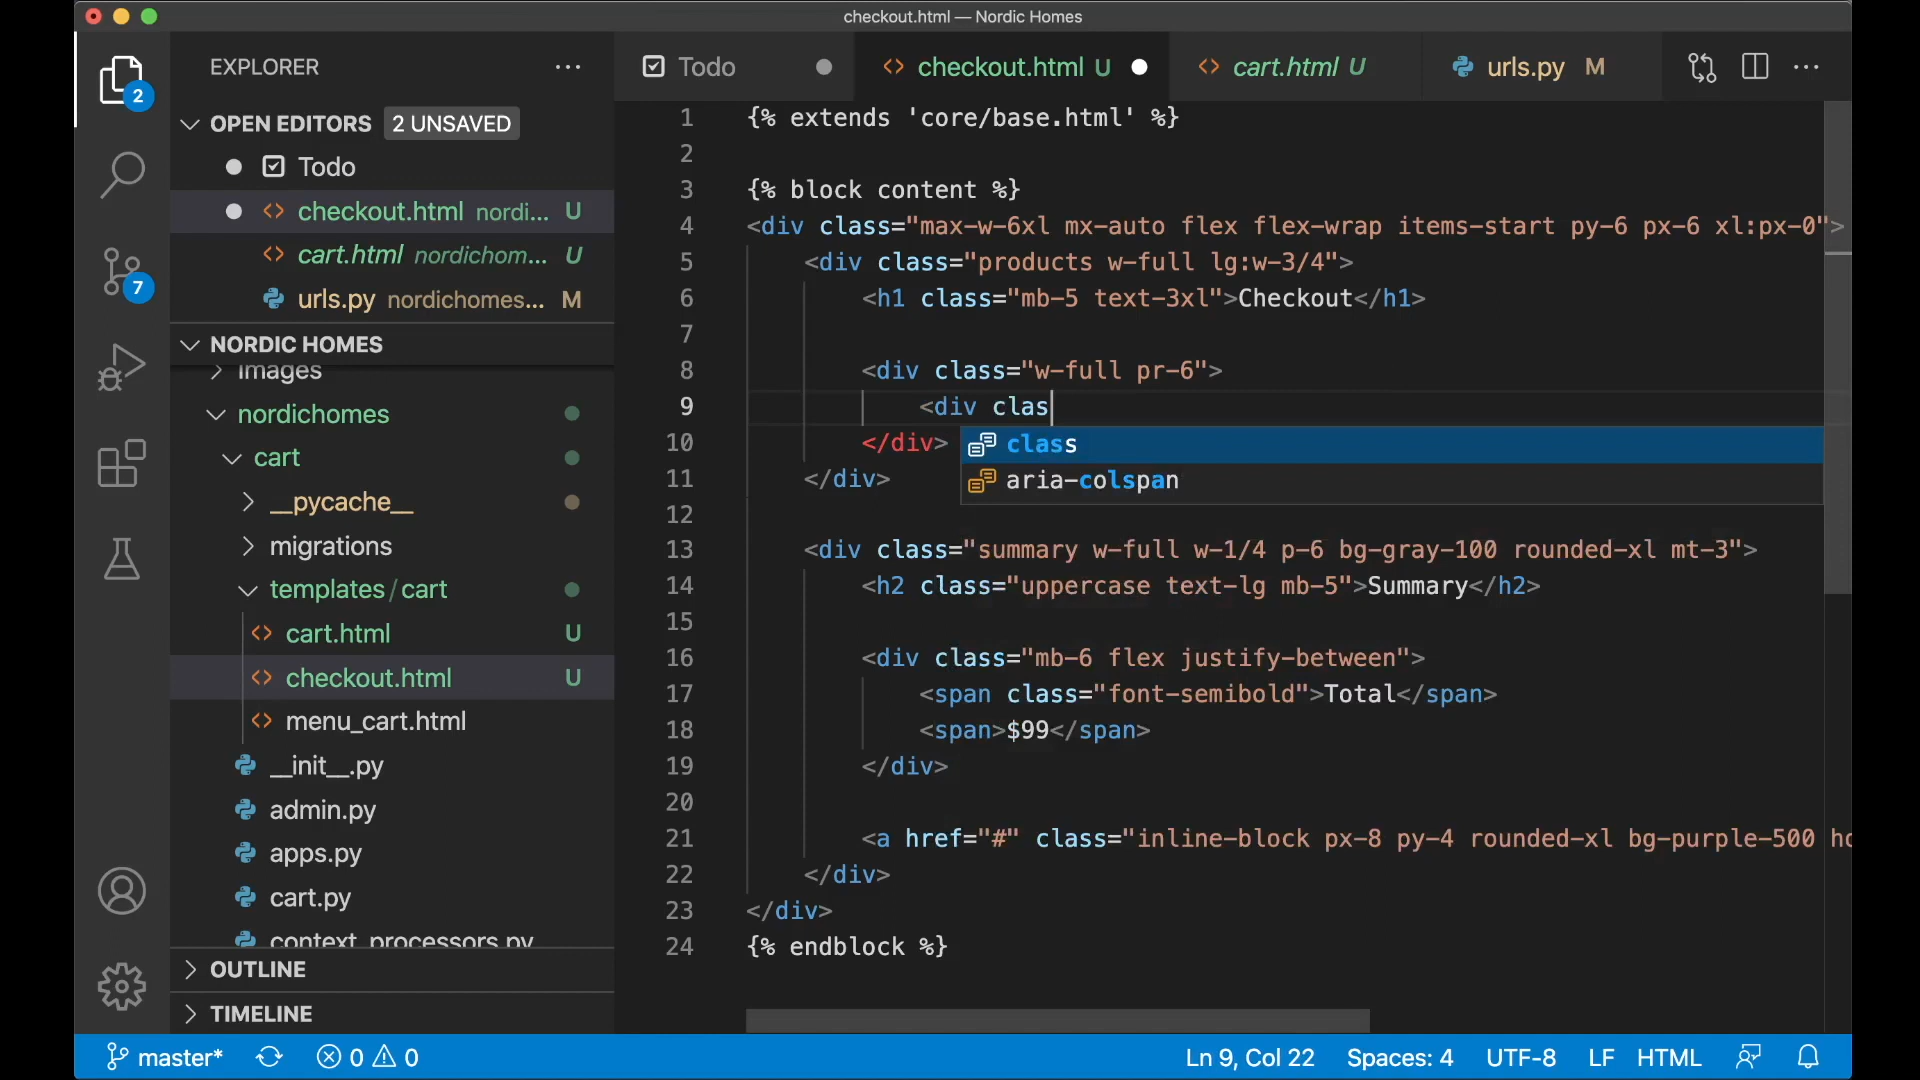 checkout.html — Nordic Homes
EXPLORER
2
OPEN EDITORS 2 UNSAVED
Todo
checkout.html nordi... U
cart.html nordichom... U
urls.py nordichomes... M
7
NORDIC HOMES
images
nordichomes
cart
__pycache__
migrations
templates/cart
cart.html U
checkout.html U
menu_cart.html
__init__.py
admin.py
apps.py
cart.py
context_processors.py
OUTLINE
TIMELINE
Todo
checkout.html U
cart.html U
urls.py M
1 {% extends 'core/base.html' %}
2
3 {% block content %}
4 <div class="max-w-6xl mx-auto flex flex-wrap items-start py-6 px-6 xl:px-0">
5 <div class="products w-full lg:w-3/4">
6 <h1 class="mb-5 text-3xl">Checkout</h1>
7
8 <div class="w-full pr-6">
9 <div clas
10 </div>
class
aria-colspan
11 </div>
12
13 <div class="summary w-full w-1/4 p-6 bg-gray-100 rounded-xl mt-3">
14 <h2 class="uppercase text-lg mb-5">Summary</h2>
15
16 <div class="mb-6 flex justify-between">
17 <span class="font-semibold">Total</span>
18 <span>$99</span>
19 </div>
20
21 <a href="#" class="inline-block px-8 py-4 rounded-xl bg-purple-500 ho
22 </div>
23 </div>
24 {% endblock %}
master* 0 0
Ln 9, Col 22 Spaces: 4 UTF-8 LF HTML